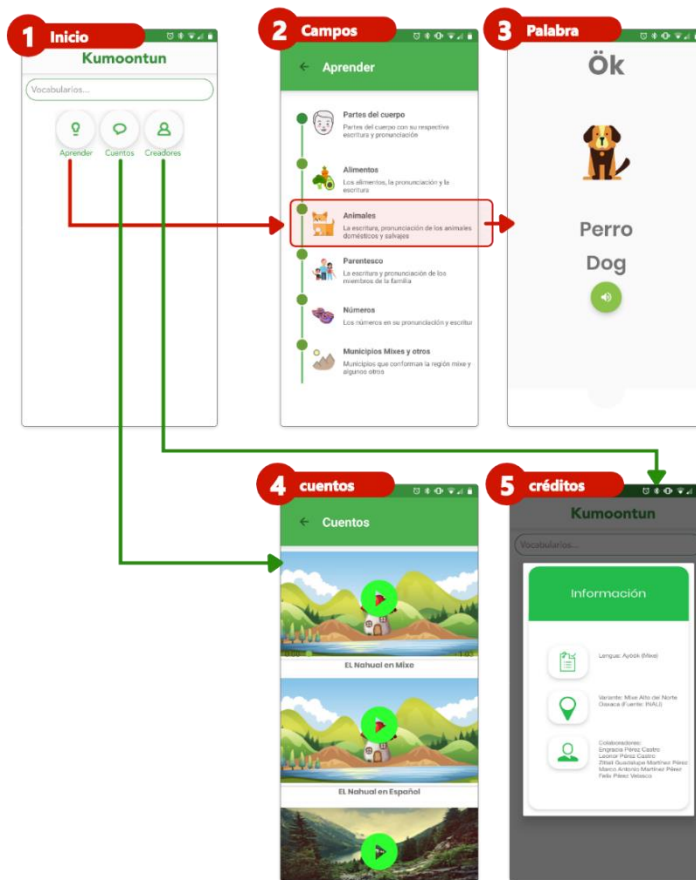 1 Inicio
Kumoontun
Vocabularios...
Aprender Cuentos Creadores
2 Campos
← Aprender
Partes del cuerpo
Partes del cuerpo con su respectiva
escritura y pronunciación
Alimentos
Los alimentos, la pronunciación y la
escritura
Animales
La escritura, pronunciación de los animales
domésticos y salvajes
Parentesco
La escritura y pronunciación de los
miembros de la familia
Números
Los números en su pronunciación y escritur
Municipios Mixes y otros
Municipios que conforman la región mixe y
algunos otros
3 Palabra
Ök
Perro
Dog
4 cuentos
← Cuentos
EL Nahual en Mixe
EL Nahual en Español
5 créditos
Kumoontun
Vocabularios...
Información
Lengua: Ayöök (Mixe)
Variante: Mixe Alto del Norte
Oaxaca (Fuente: INALI)
Colaboradores:
Engracia Pérez Castro
Leonor Pérez Castro
Guadalupe Martínez Pérez
Marco Antonio Martínez Pérez
Felix Pérez Velasco